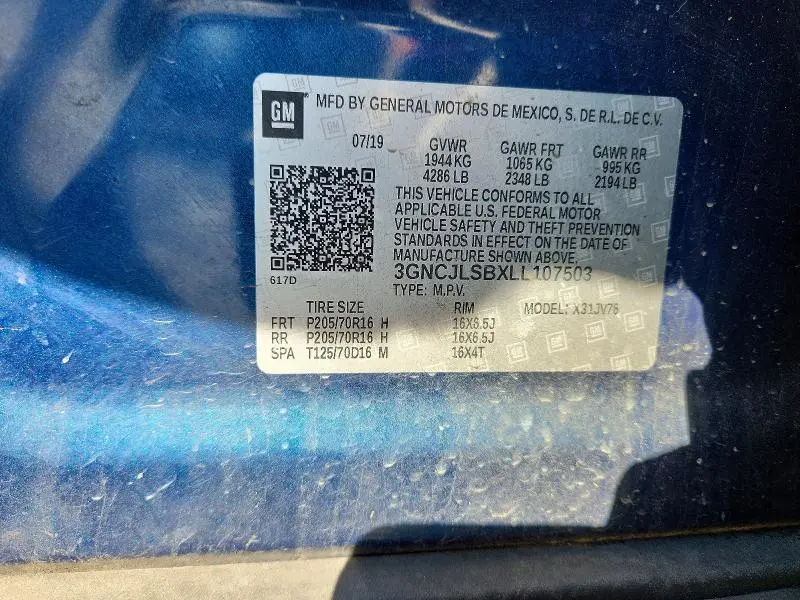 GM MFD BY GENERAL MOTORS DE MEXICO, S. DE R.L. DE C.V.
07/19 GVWR GAWR FRT GAWR RR
1944 KG 1065 KG 995 KG
4286 LB 2348 LB 2194 LB
THIS VEHICLE CONFORMS TO ALL
APPLICABLE U.S. FEDERAL MOTOR
VEHICLE SAFETY AND THEFT PREVENTION
STANDARDS IN EFFECT ON THE DATE OF
MANUFACTURE SHOWN ABOVE.
3GNCJLSBXLL107503
617D
TYPE: M.P.V.
TIRE SIZE RIM MODEL: X31JV76
FRT P205/70R16 H 16X6.5J
RR P205/70R16 H 16X6.5J
SPA T125/70D16 M 16X4T